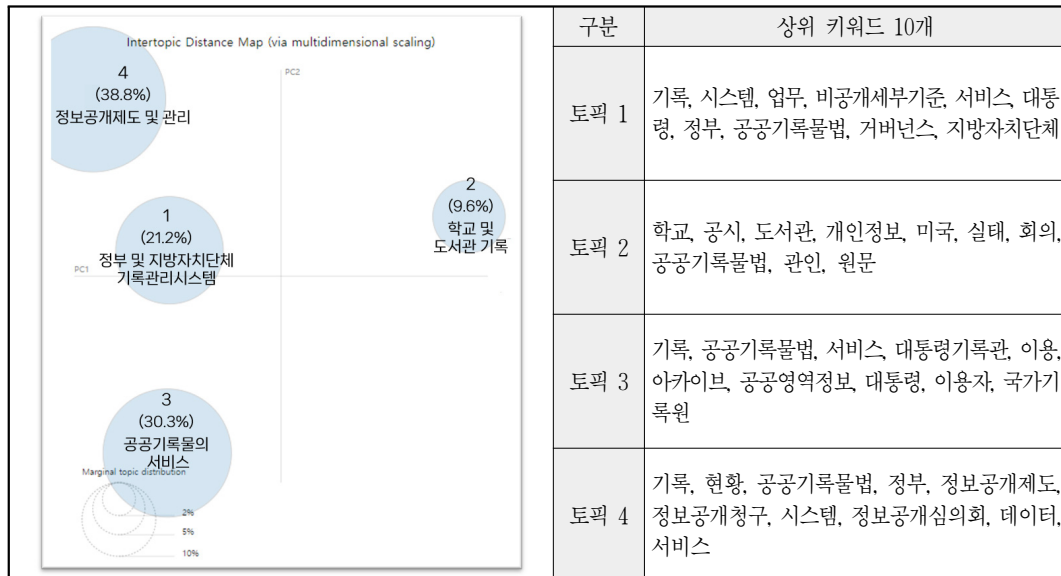 Intertopic Distance Map (via multidimensional scaling)
PC2
4
(38.8%)
정보공개제도 및 관리
2
(9.6%)
학교 및
도서관 기록
1
(21.2%)
정부 및 지방자치단체
기록관리시스템
PC1
3
(30.3%)
공공기록물의
서비스
Marginal topic distribution
2%
5%
10%
구분 상위 키워드 10개
토픽 1
기록, 시스템, 업무, 비공개세부기준, 서비스, 대통
령, 정부, 공공기록물법, 거버넌스, 지방자치단체
토픽 2
학교, 공시, 도서관, 개인정보, 미국, 실태, 회의,
공공기록물법, 관인, 원문
토픽 3
기록, 공공기록물법, 서비스, 대통령기록관, 이용,
아카이브, 공공영역정보, 대통령, 이용자, 국가기
록원
토픽 4
기록, 현황, 공공기록물법, 정부, 정보공개제도,
정보공개청구, 시스템, 정보공개심의회, 데이터,
서비스